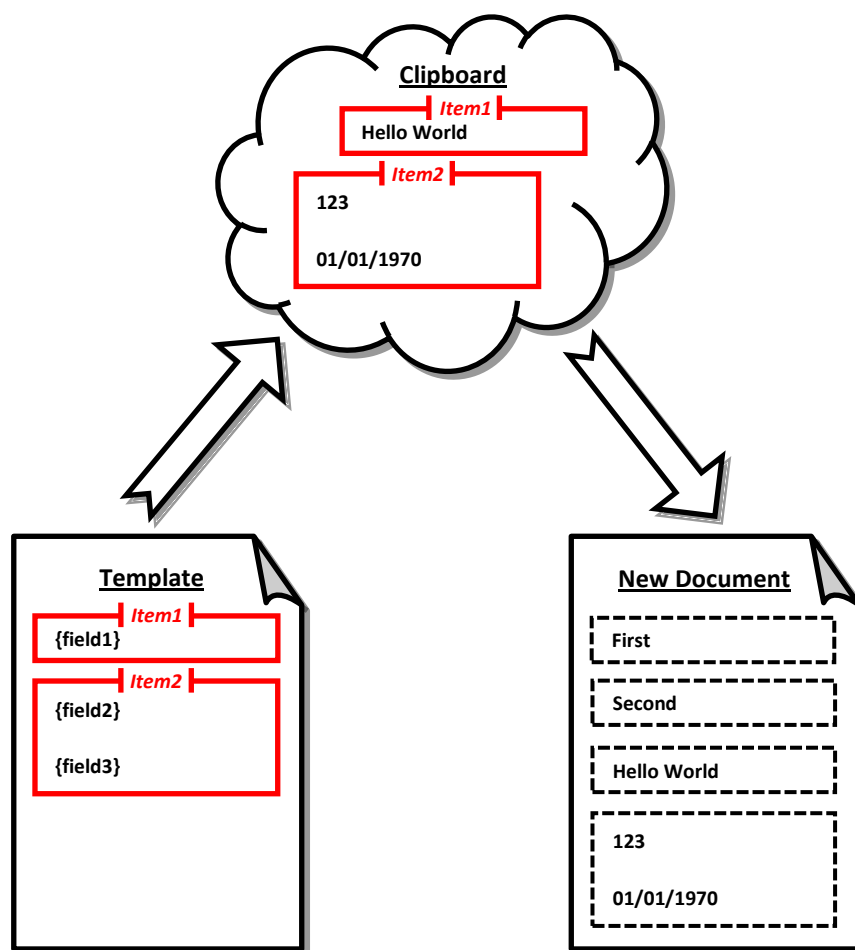 Clipboard
Item1
Hello World
Item2
123
01/01/1970
Template
Item1
{field1}
Item2
{field2}
{field3}
New Document
First
Second
Hello World
123
01/01/1970